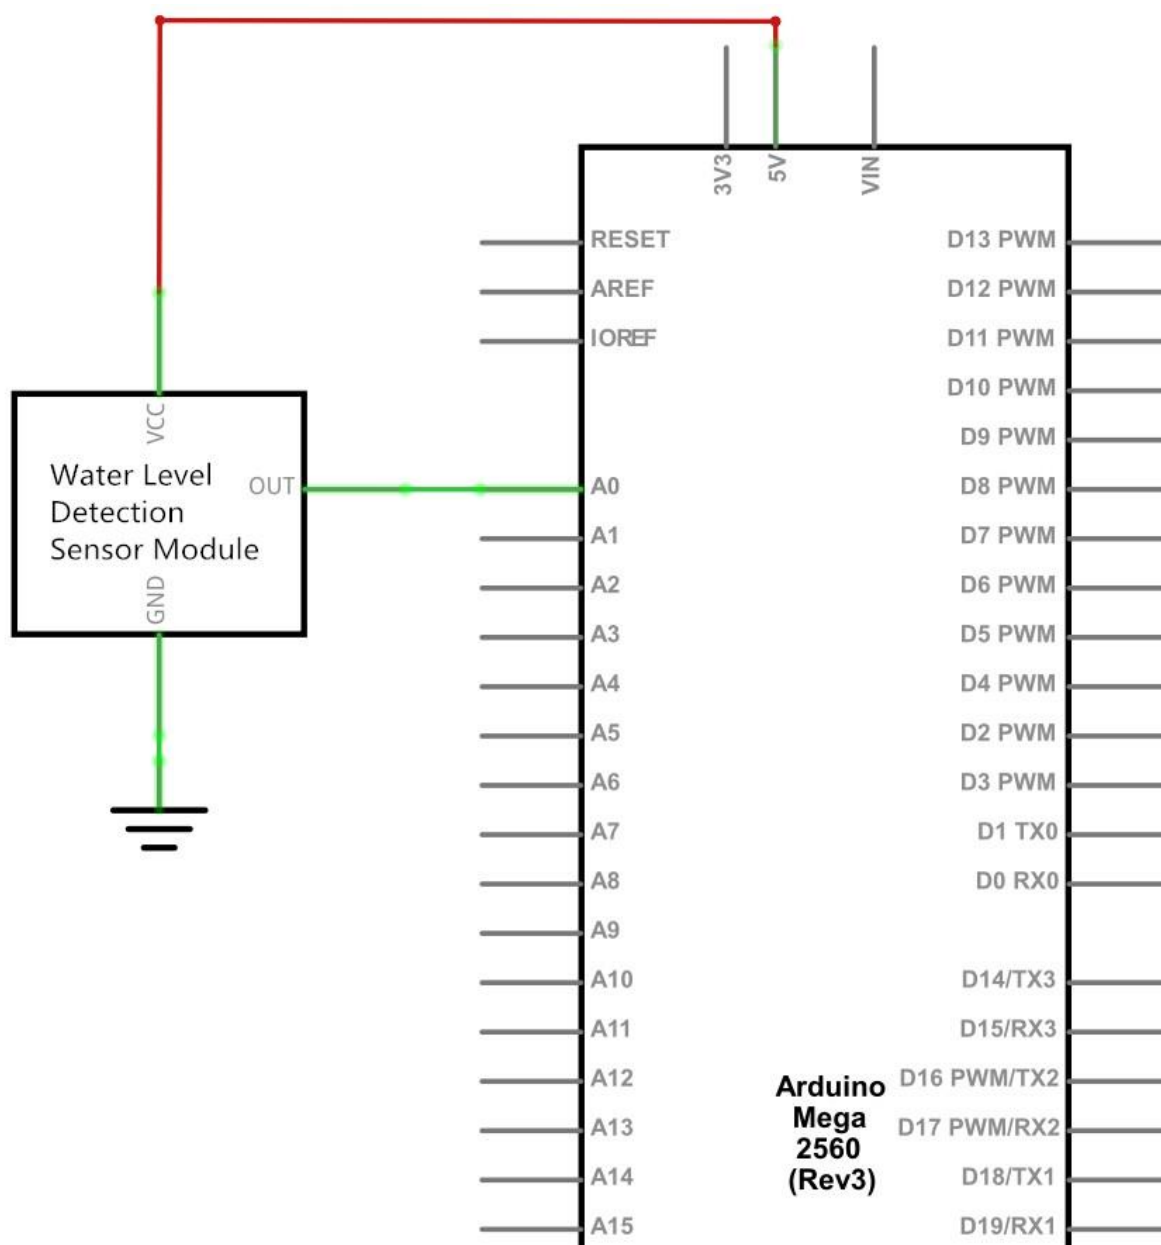 3V3
5V
VIN
RESET
AREF
IOREF
A0
A1
A2
A3
A4
A5
A6
A7
A8
A9
A10
A11
A12
A13
A14
A15
D13 PWM
D12 PWM
D11 PWM
D10 PWM
D9 PWM
D8 PWM
D7 PWM
D6 PWM
D5 PWM
D4 PWM
D2 PWM
D3 PWM
D1 TX0
D0 RX0
D14/TX3
D15/RX3
D16 PWM/TX2
D17 PWM/RX2
D18/TX1
D19/RX1
Arduino
Mega
2560
(Rev3)
VCC
Water Level
Detection
Sensor Module
OUT
GND